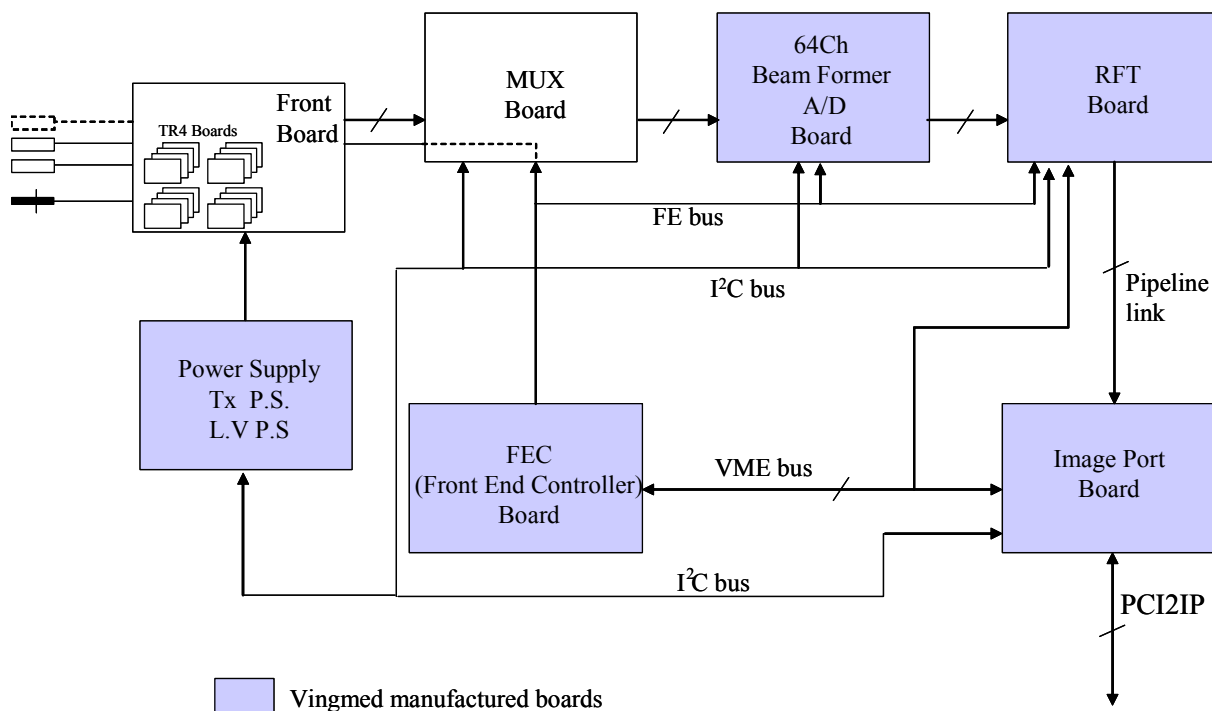 Front
Board
TR4 Boards
MUX
Board
64Ch
Beam Former
A/D
Board
RFT
Board
FE bus
I²C bus
Pipeline
link
Power Supply
Tx P.S.
L.V P.S
FEC
(Front End Controller)
Board
VME bus
Image Port
Board
I²C bus
PCI2IP
Vingmed manufactured boards